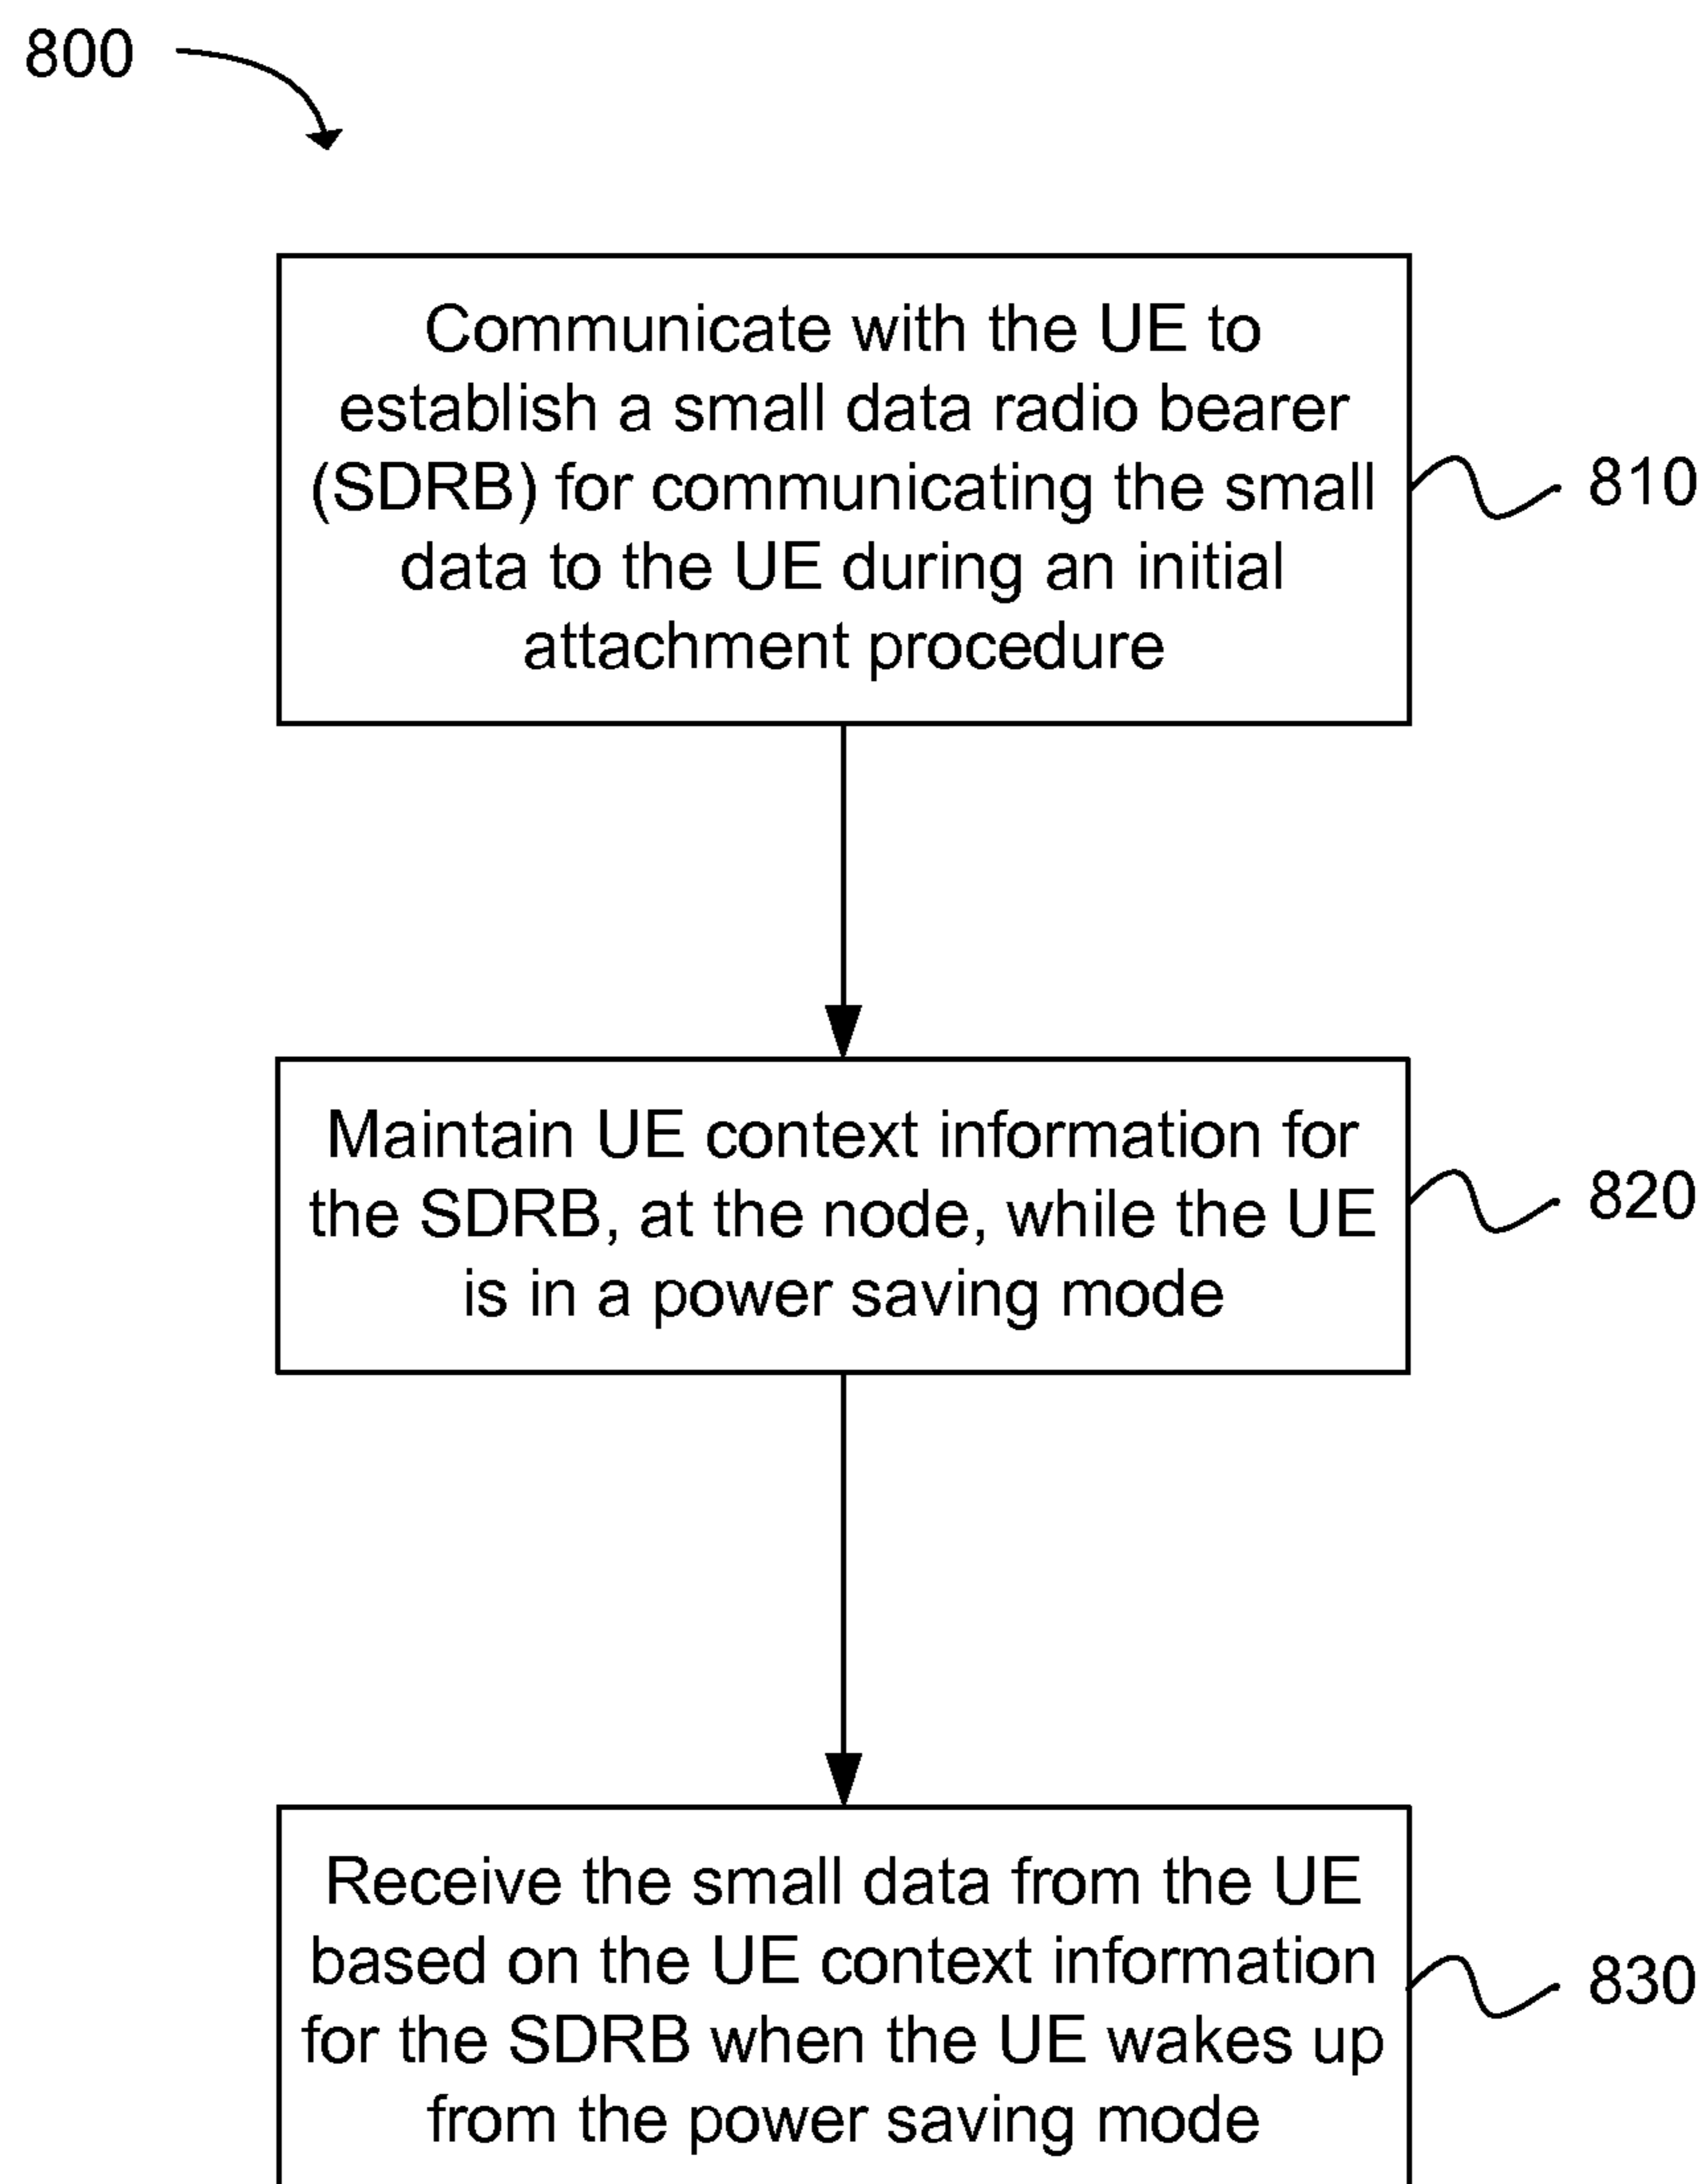 800
Communicate with the UE to
establish a small data radio bearer
(SDRB) for communicating the small
data to the UE during an initial
attachment procedure
810
Maintain UE context information for
the SDRB, at the node, while the UE
is in a power saving mode
820
Receive the small data from the UE
based on the UE context information
for the SDRB when the UE wakes up
from the power saving mode
830